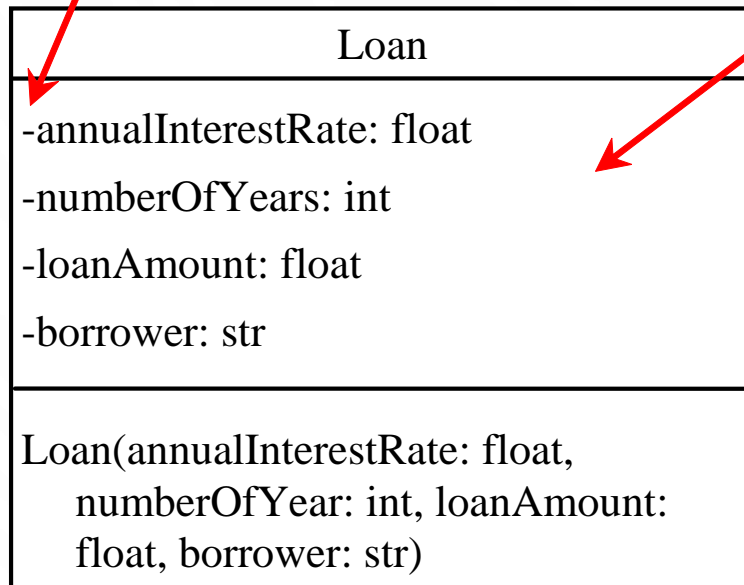 Loan
-annualInterestRate: float
-numberOfYears: int
-loanAmount: float
-borrower: str
Loan(annualInterestRate: float,
numberOfYear: int, loanAmount:
float, borrower: str)